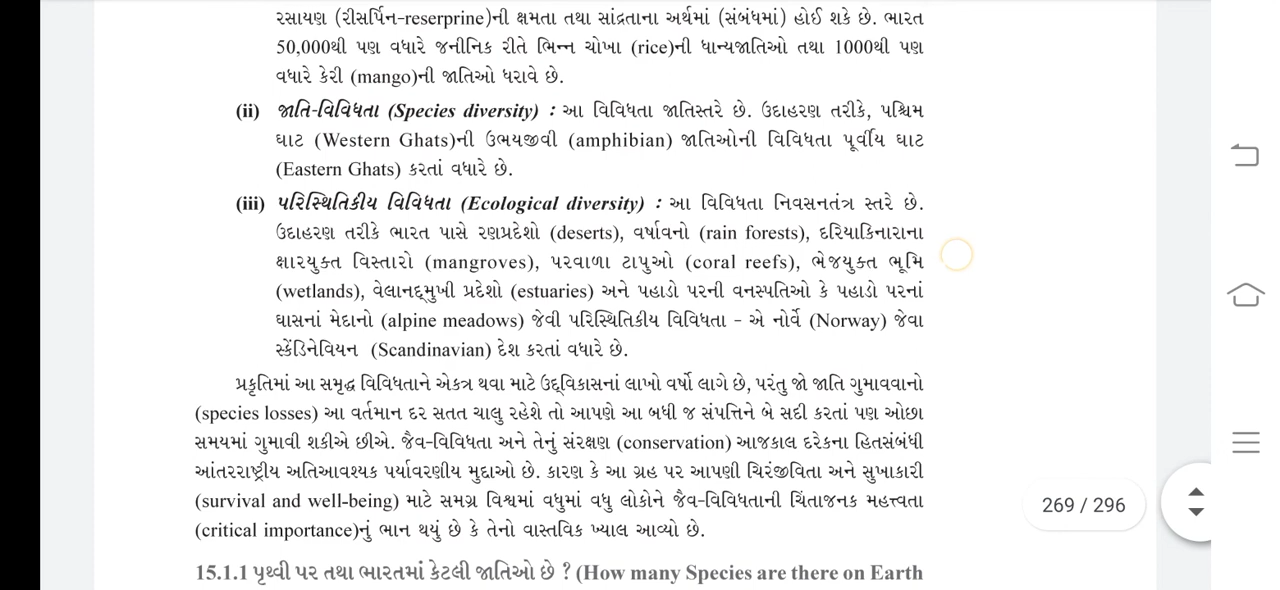 રસાયણ (રીસર્પિન-reserprine)ની ક્ષમતા તથા સાંદ્રતાના અર્થમાં (સંબંધમાં) હોઈ શકે છે. ભારત
50,000થી પણ વધારે જનીનિક રીતે ભિન્ન ચોખા (rice)ની ધાન્યજાતિઓ તથા 1000થી પણ
વધારે કેરી (mango)ની જાતિઓ ધરાવે છે.
(ii) જાતિ-વિવિધતા (Species diversity) : આ વિવિધતા જાતિસ્તરે છે. ઉદાહરણ તરીકે, પશ્ચિમ
ઘાટ (Western Ghats)ની ઉભયજીવી (amphibian) જાતિઓની વિવિધતા પૂર્વીય ઘાટ
(Eastern Ghats) કરતાં વધારે છે.
(iii) પરિસ્થિતિકીય વિવિધતા (Ecological diversity) : આ વિવિધતા નિવસનતંત્ર સ્તરે છે.
ઉદાહરણ તરીકે ભારત પાસે રણપ્રદેશો (deserts), વર્ષાવનો (rain forests), દરિયાકિનારાના
ક્ષારયુક્ત વિસ્તારો (mangroves), પરવાળા ટાપુઓ (coral reefs), ભેજયુક્ત ભૂમિ
(wetlands), વેલાનદ્મુખી પ્રદેશો (estuaries) અને પહાડો પરની વનસ્પતિઓ કે પહાડો પરનાં
ઘાસનાં મેદાનો (alpine meadows) જેવી પરિસ્થિતિકીય વિવિધતા - એ નોર્વે (Norway) જેવા
સ્કેંડિનેવિયન (Scandinavian) દેશ કરતાં વધારે છે.
પ્રકૃતિમાં આ સમૃદ્ધ વિવિધતાને એકત્ર થવા માટે ઉદ્દવિકાસનાં લાખો વર્ષો લાગે છે, પરંતુ જો જાતિ ગુમાવવાનો
(species losses) આ વર્તમાન દર સતત ચાલુ રહેશે તો આપણે આ બધી જ સંપત્તિને બે સદી કરતાં પણ ઓછા
સમયમાં ગુમાવી શકીએ છીએ. જૈવ-વિવિધતા અને તેનું સંરક્ષણ (conservation) આજકાલ દરેકના હિતસંબંધી
આંતરરાષ્ટ્રીય અતિઆવશ્યક પર્યાવરણીય મુદ્દાઓ છે. કારણ કે આ ગ્રહ પર આપણી ચિરંજીવિતા અને સુખાકારી
(survival and well-being) માટે સમગ્ર વિશ્વમાં વધુમાં વધુ લોકોને જૈવ-વિવિધતાની ચિંતાજનક મહત્ત્વતા
(critical importance)નું ભાન થયું છે કે તેનો વાસ્તવિક ખ્યાલ આવ્યો છે.
269 / 296
15.1.1 પૃથ્વી પર તથા ભારતમાં કેટલી જાતિઓ છે ? (How many Species are there on Earth